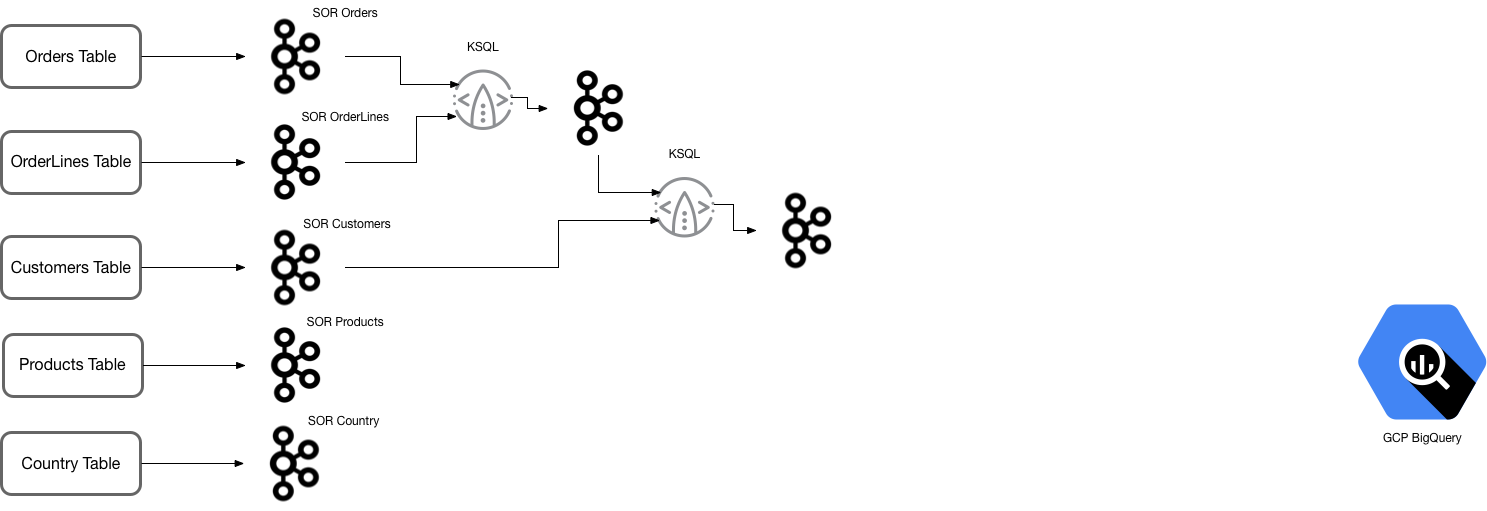 SOR Orders
Orders Table
KSQL
SOR OrderLines
OrderLines Table
KSQL
SOR Customers
Customers Table
SOR Products
Products Table
SOR Country
Country Table
GCP BigQuery